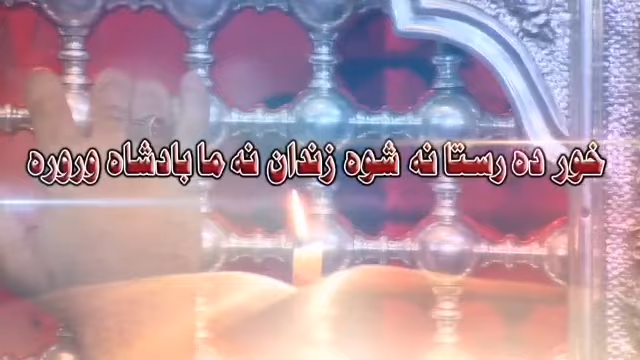 خور ده رستا نه شوه زندان نه ما بادشاه وروره